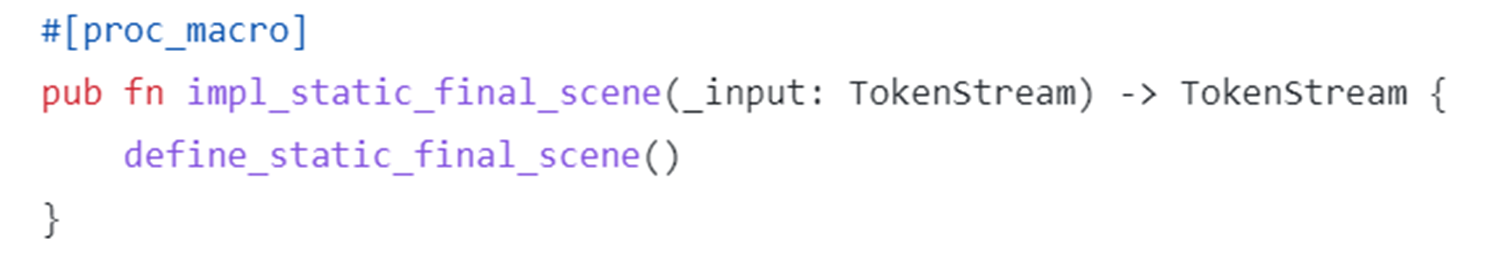 #[proc_macro]
pub fn impl_static_final_scene(_input: TokenStream) -> TokenStream {
    define_static_final_scene()
}